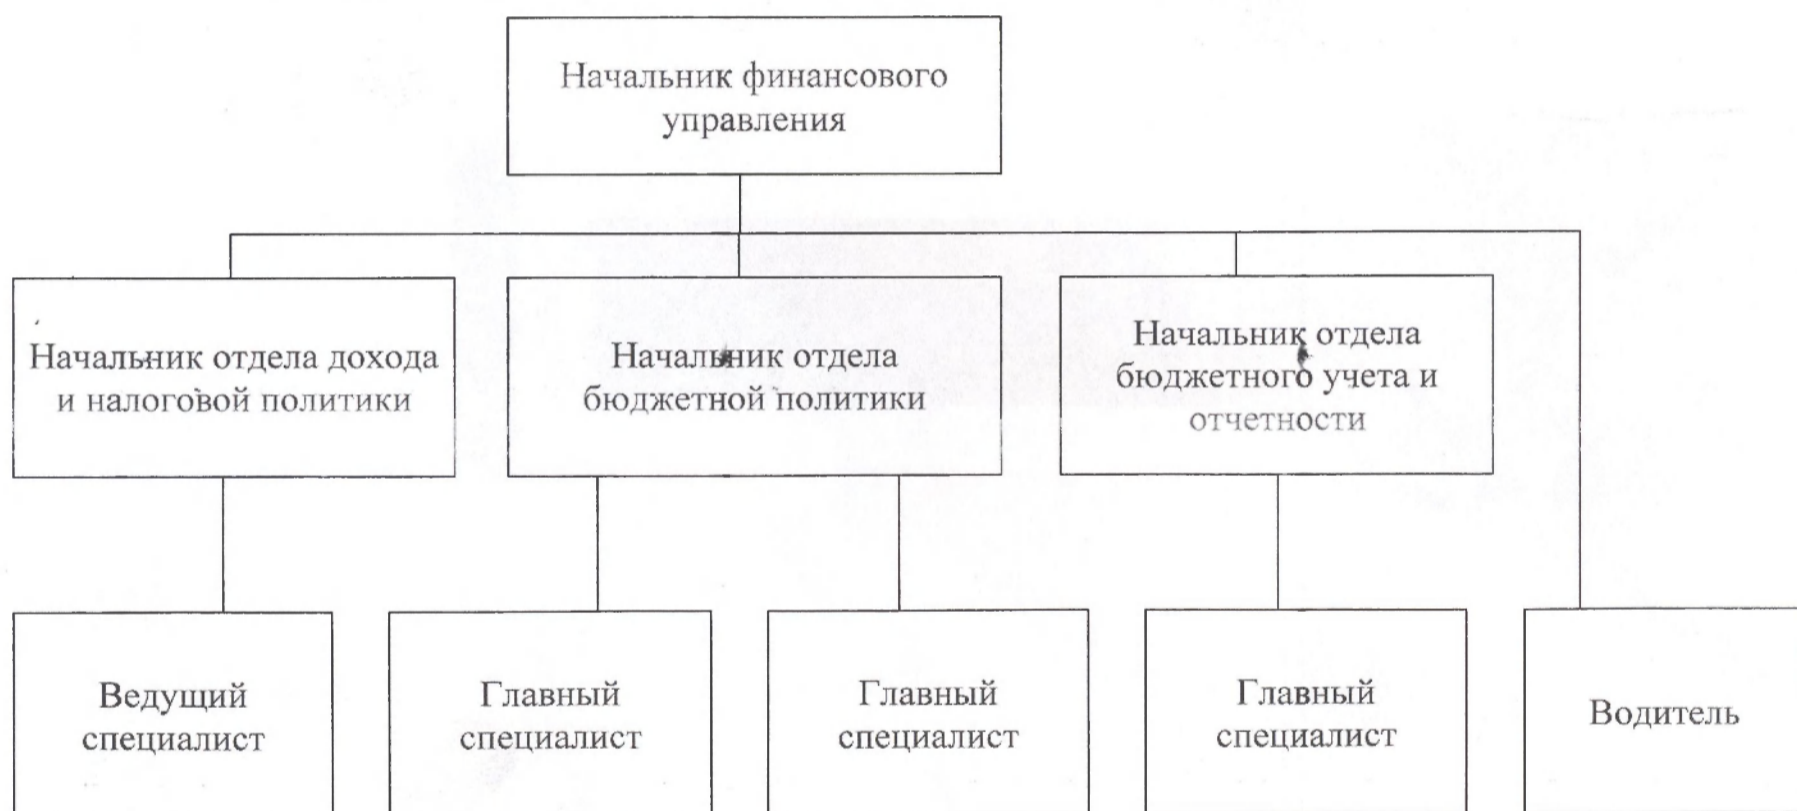 Начальник финансового
управления
Начальник отдела дохода
и налоговой политики
Начальник отдела
бюджетной политики
Начальник отдела
бюджетного учета и
отчетности
Ведущий
специалист
Главный
специалист
Главный
специалист
Главный
специалист
Водитель